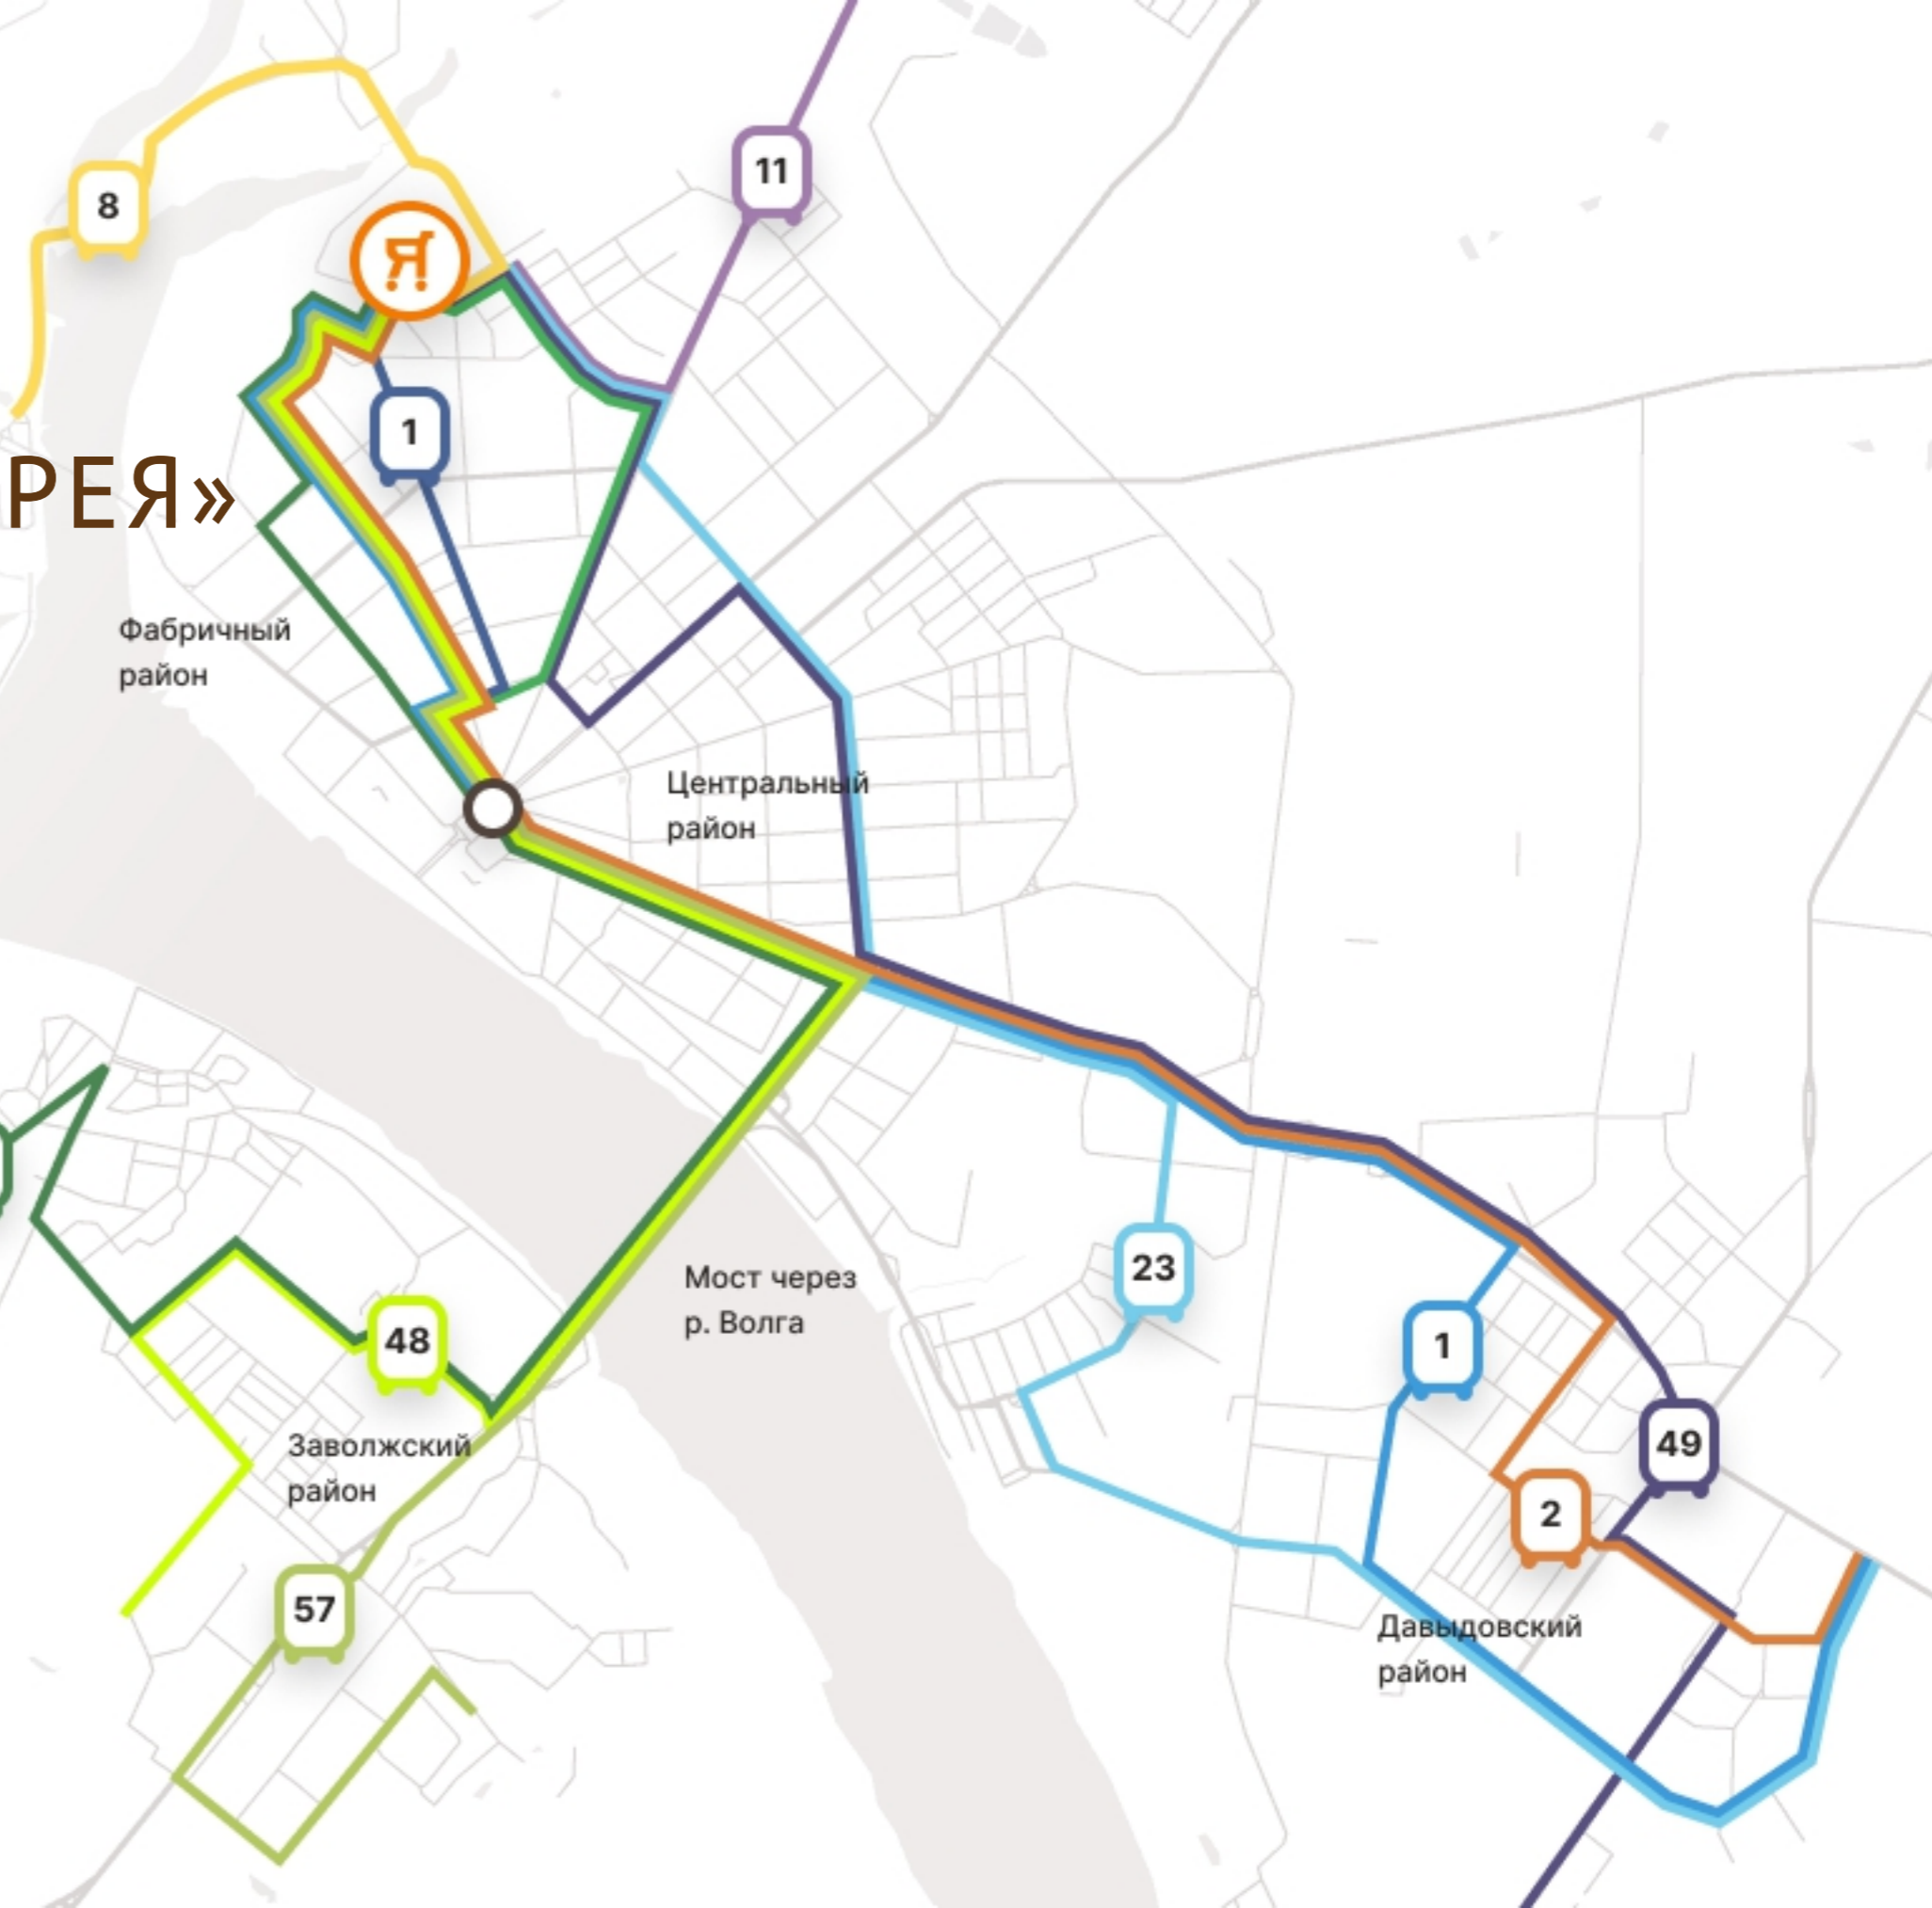 11
8
Я
1
РЕЯ»
Фабричный
район
Центральный
район
Мост через
р. Волга
23
48
1
49
Заволжский
район
2
57
Давыдовский
район